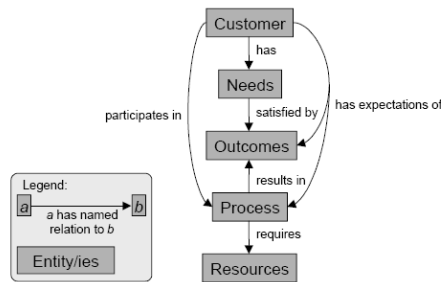 Customer
has
Needs
participates in
satisfied by
has expectations of
Outcomes
results in
Process
requires
Resources
Legend:
a
b
a has named
relation to b
Entity/ies